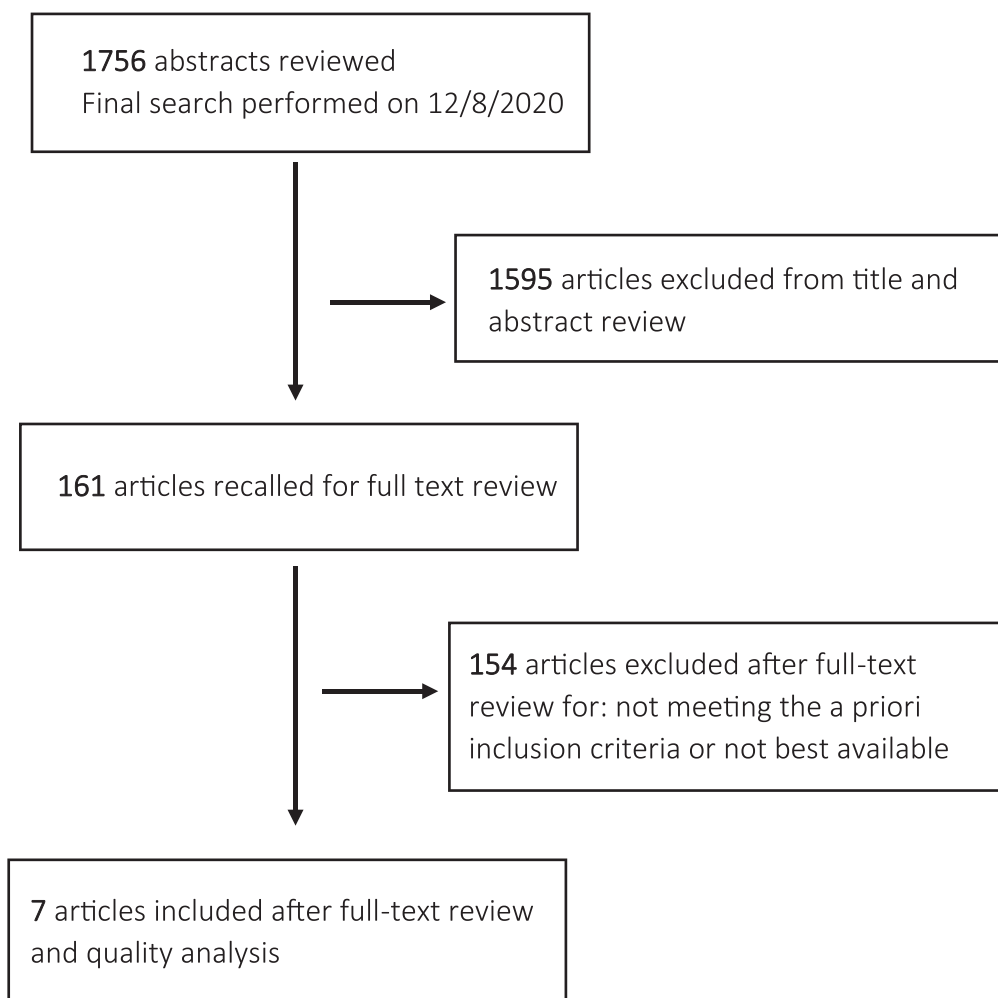 1756 abstracts reviewed
Final search performed on 12/8/2020
1595 articles excluded from title and
abstract review
161 articles recalled for full text review
154 articles excluded after full-text
review for: not meeting the a priori
inclusion criteria or not best available
7 articles included after full-text review
and quality analysis